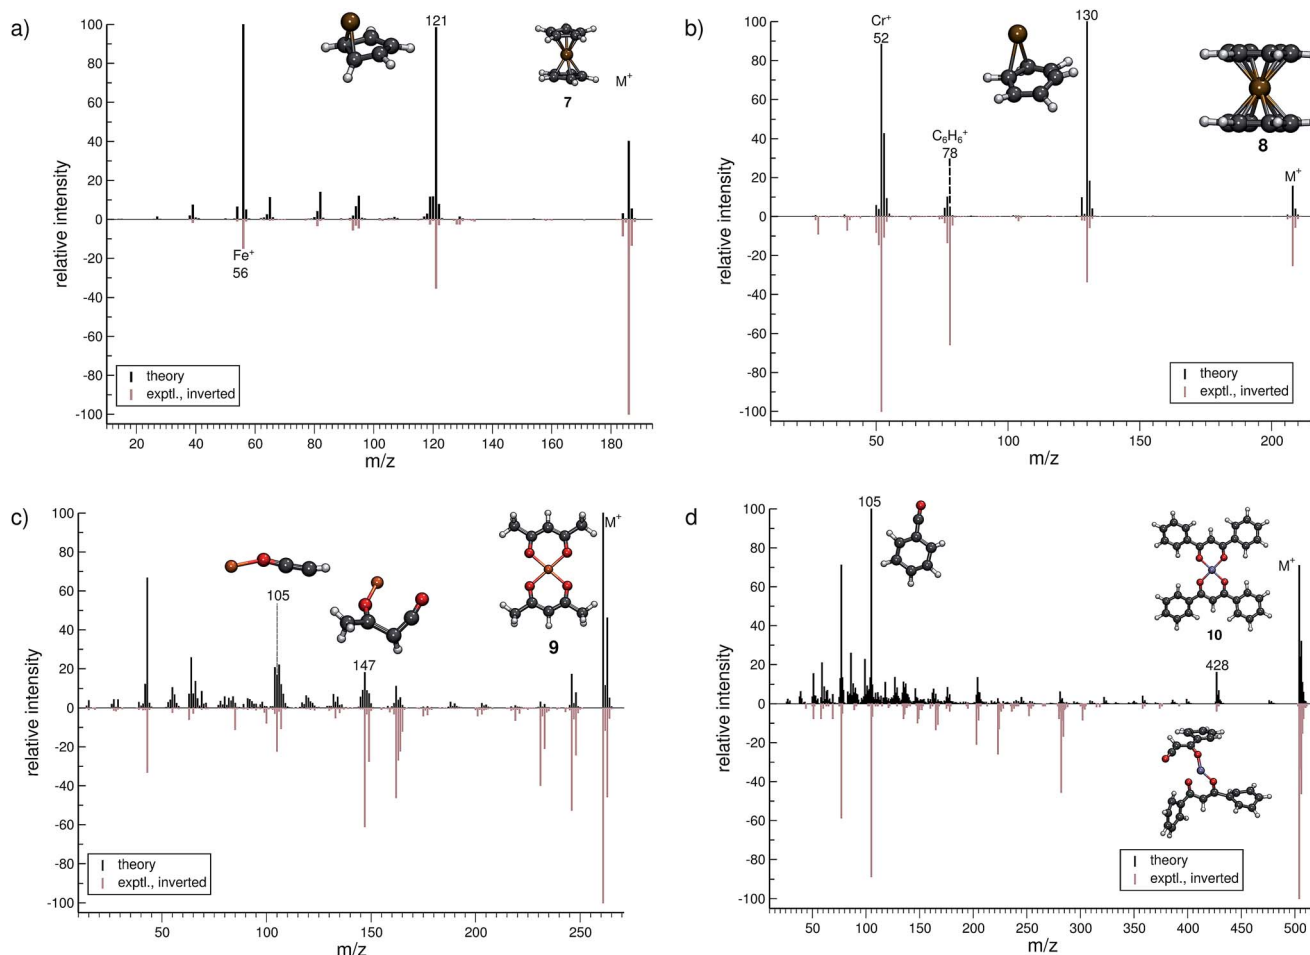 a)
100
80
60
40
20
0
-20
-40
-60
-80
-100
relative intensity
121
7
M+
Fe+
56
theory
exptl., inverted
20 40 60 80 100 120 140 160 180
m/z
b)
100
80
60
40
20
0
-20
-40
-60
-80
-100
relative intensity
Cr+
52
C6H6+
78
130
8
M+
theory
exptl., inverted
50 100 150 200
m/z
c)
100
80
60
40
20
0
-20
-40
-60
-80
-100
relative intensity
105
147
9
M+
theory
exptl., inverted
50 100 150 200 250
m/z
d
100
80
60
40
20
0
-20
-40
-60
-80
-100
relative intensity
105
10
M+
428
theory
exptl., inverted
50 100 150 200 250 300 350 400 450 500
m/z